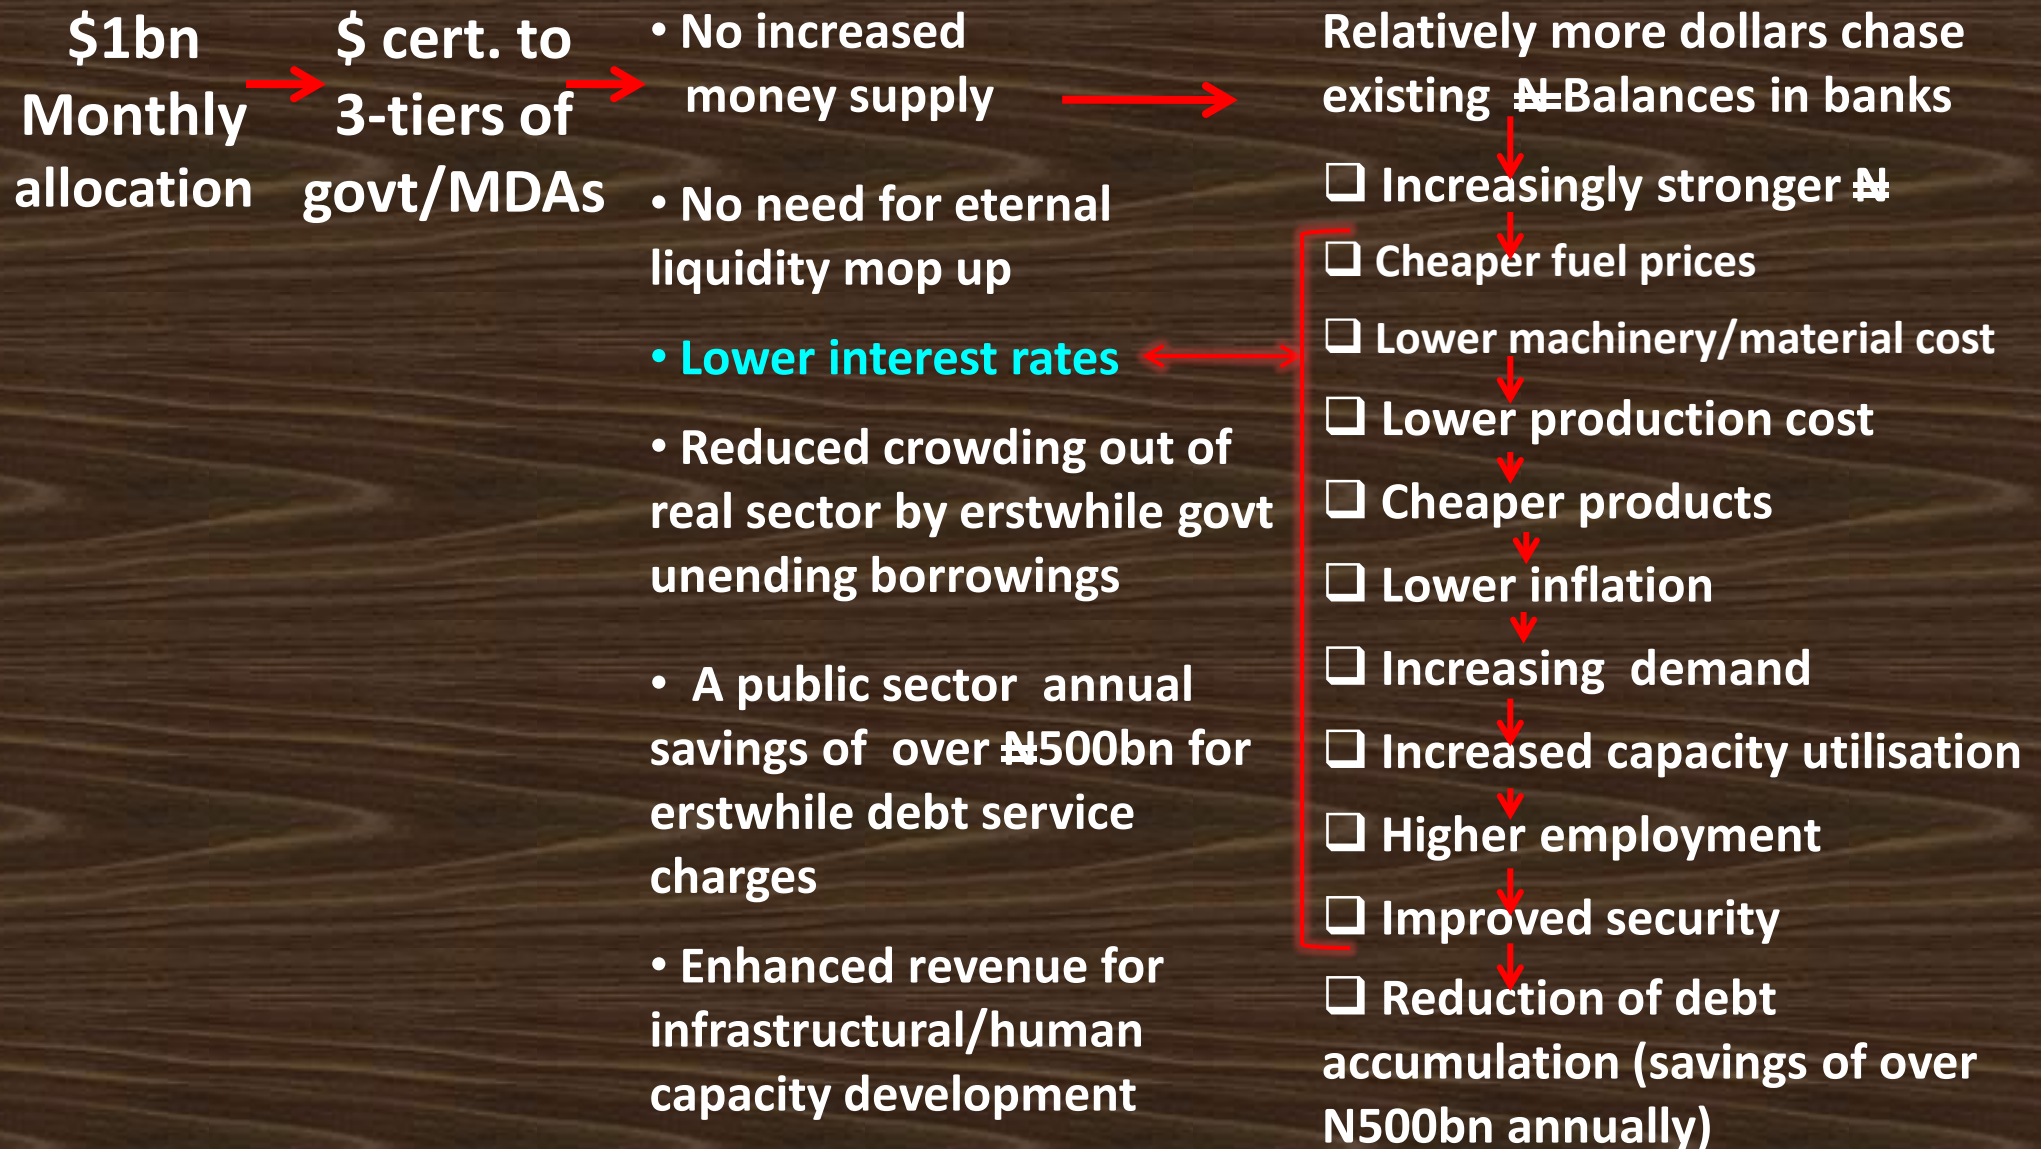 $1bn
Monthly
allocation
$ cert. to
3-tiers of
govt/MDAs
• No increased
money supply
• No need for eternal
liquidity mop up
• Lower interest rates
• Reduced crowding out of
real sector by erstwhile govt
unending borrowings
• A public sector annual
savings of over ₦500bn for
erstwhile debt service
charges
• Enhanced revenue for
infrastructural/human
capacity development
Relatively more dollars chase
existing ₦ Balances in banks
❑ Increasingly stronger ₦
❑ Cheaper fuel prices
❑ Lower machinery/material cost
❑ Lower production cost
❑ Cheaper products
❑ Lower inflation
❑ Increasing demand
❑ Increased capacity utilisation
❑ Higher employment
❑ Improved security
❑ Reduction of debt
accumulation (savings of over
N500bn annually)